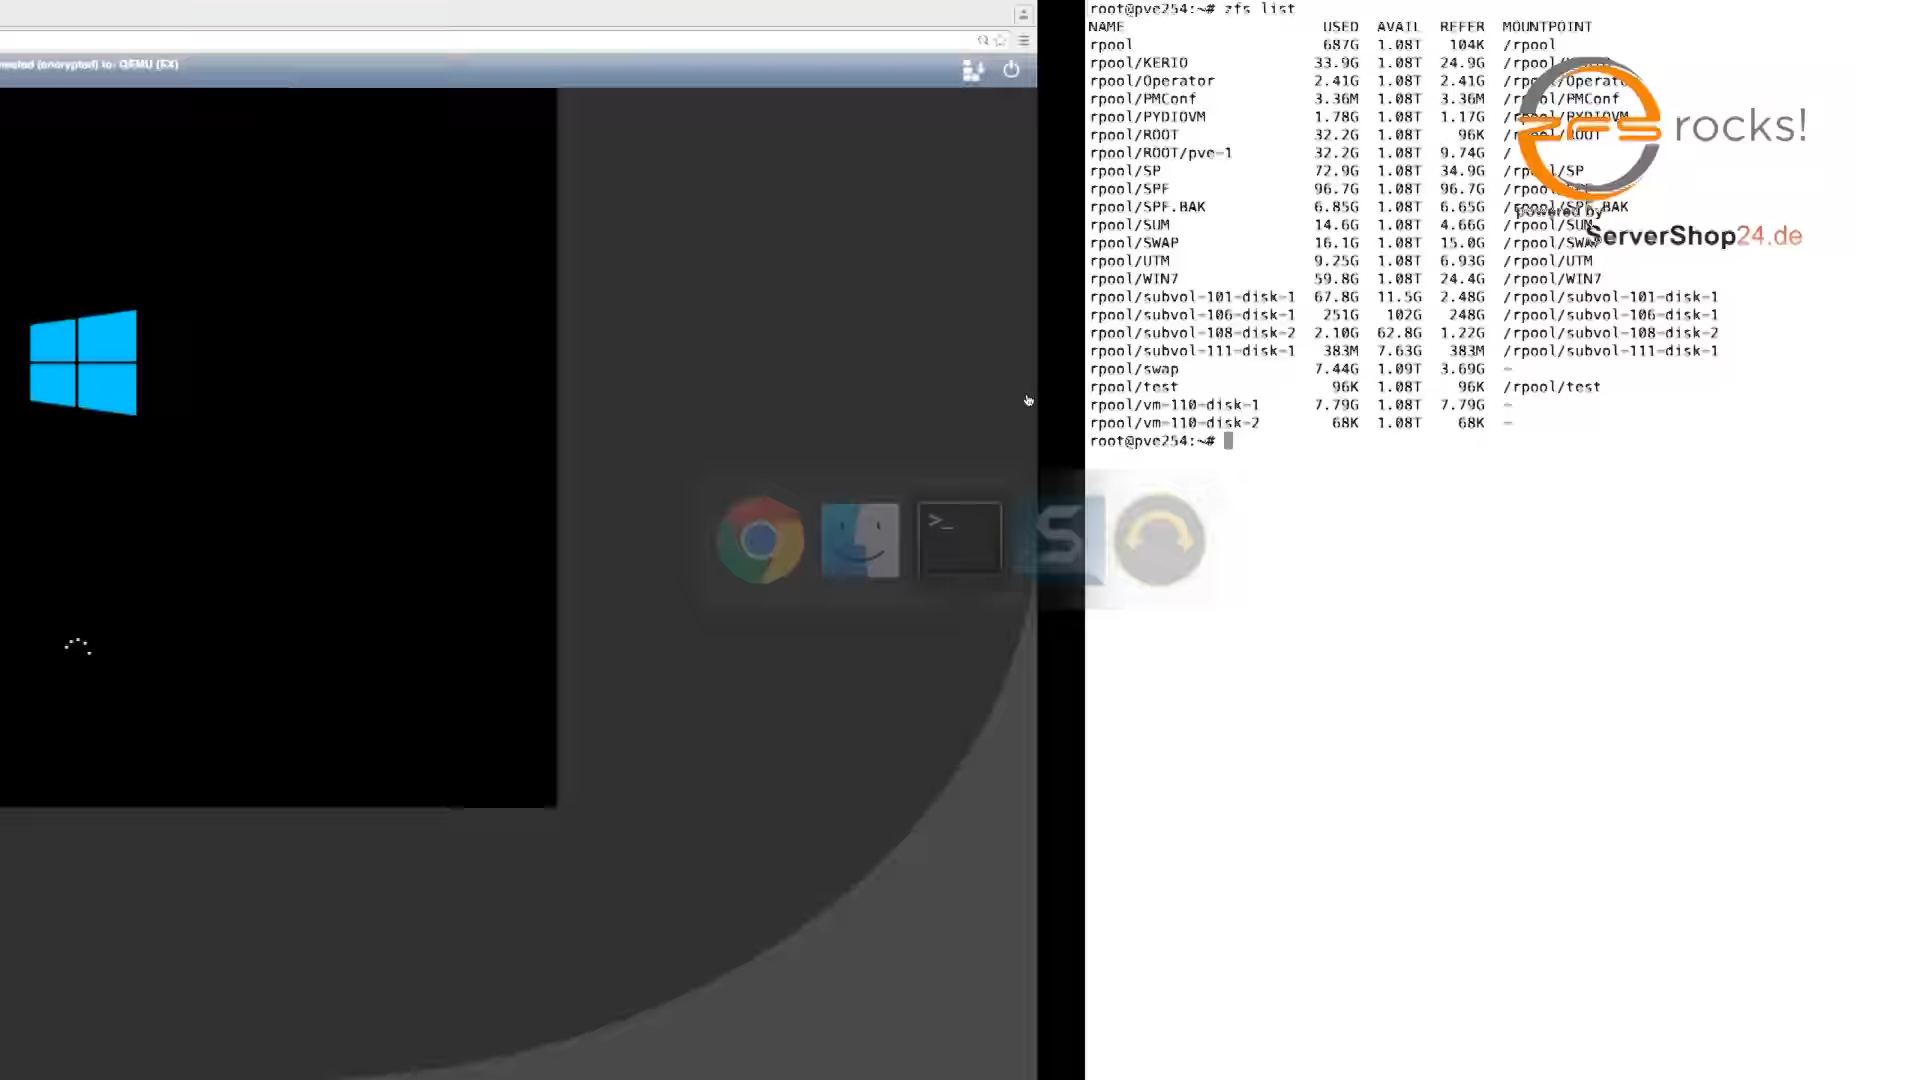 (encrypted) to: QEMU (EX)
root@pve254:~# zfs list
NAME USED AVAIL REFER MOUNTPOINT
rpool 687G 1.08T 104K /rpool
rpool/KERIO 33.9G 1.08T 24.9G
rpool/Operator 2.41G 1.08T 2.41G
rpool/PMConf 3.36M 1.08T 3.36M /rpool/PMConf
rpool/PYDIOVM 1.78G 1.08T 1.17G
rpool/ROOT 32.2G 1.08T 96K
rpool/ROOT/pve-1 32.2G 1.08T 9.74G /
rpool/SP 72.9G 1.08T 34.9G /rpool/SP
rpool/SPF 96.7G 1.08T 96.7G
rpool/SPF.BAK 6.85G 1.08T 6.65G /rpool/SPF.BAK
rpool/SUM 14.6G 1.08T 4.66G /rpool/SUM
rpool/SWAP 16.1G 1.08T 15.0G /rpool/SWAP
rpool/UTM 9.25G 1.08T 6.93G /rpool/UTM
rpool/WIN7 59.8G 1.08T 24.4G /rpool/WIN7
rpool/subvol-101-disk-1 67.8G 11.5G 2.48G /rpool/subvol-101-disk-1
rpool/subvol-106-disk-1 251G 102G 248G /rpool/subvol-106-disk-1
rpool/subvol-108-disk-2 2.10G 62.8G 1.22G /rpool/subvol-108-disk-2
rpool/subvol-111-disk-1 383M 7.63G 383M /rpool/subvol-111-disk-1
rpool/swap 7.44G 1.09T 3.69G -
rpool/test 96K 1.08T 96K /rpool/test
rpool/vm-110-disk-1 7.79G 1.08T 7.79G -
rpool/vm-110-disk-2 68K 1.08T 68K -
root@pve254:~#
ZFS rocks!
powered by
ServerShop24.de
>_
S